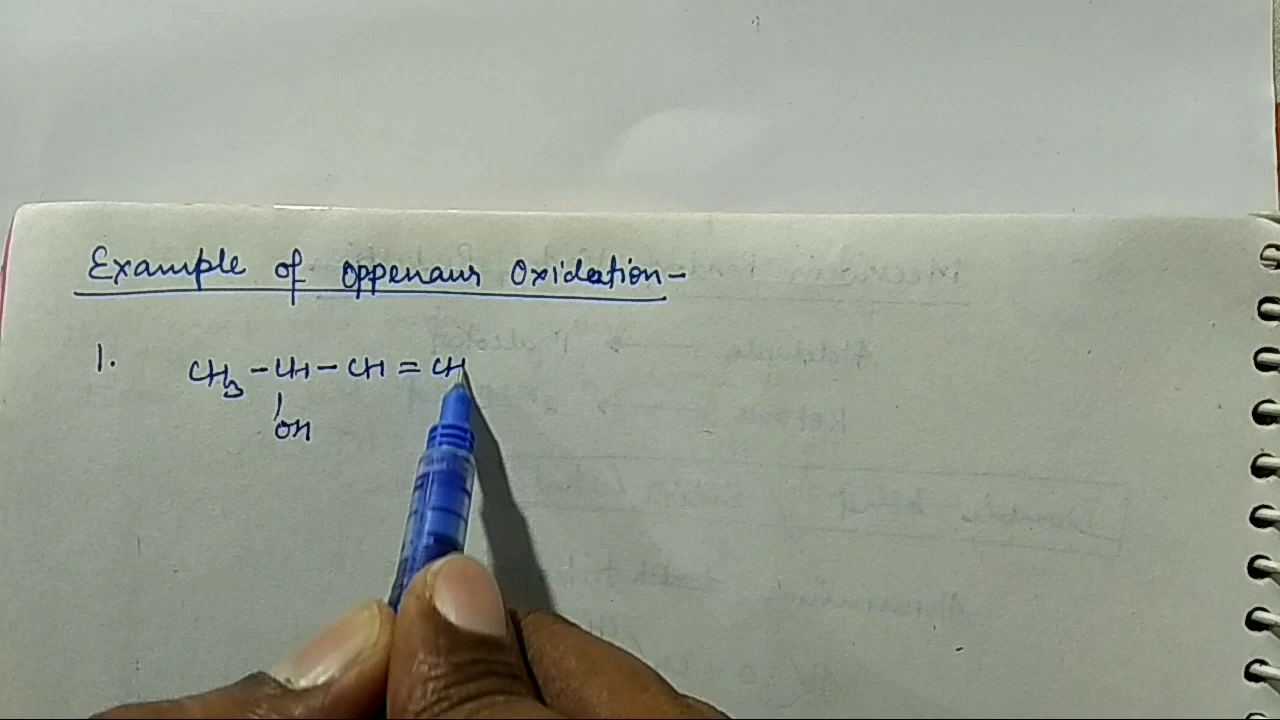 Example of oppenaur Oxidation-
1. CH3 - CH - CH = CH
OH